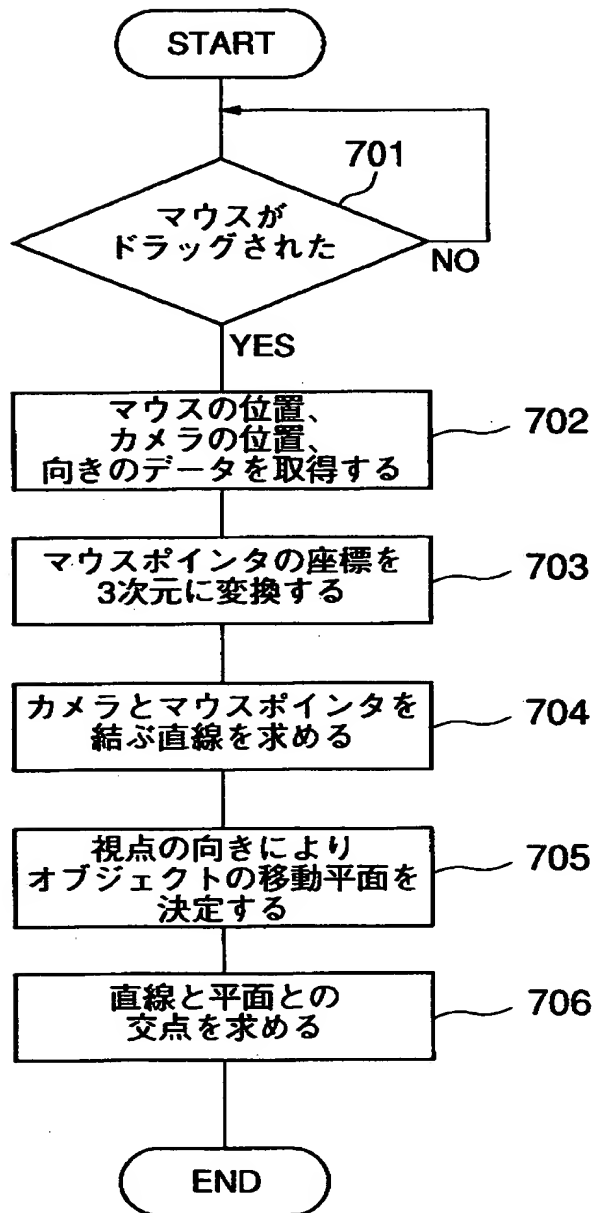 START
701
マウスが
ドラッグされた
NO
YES
マウスの位置、
カメラの位置、
向きのデータを取得する
702
マウスポインタの座標を
3次元に変換する
703
カメラとマウスポインタを
結ぶ直線を求める
704
視点の向きにより
オブジェクトの移動平面を
決定する
705
直線と平面との
交点を求める
706
END